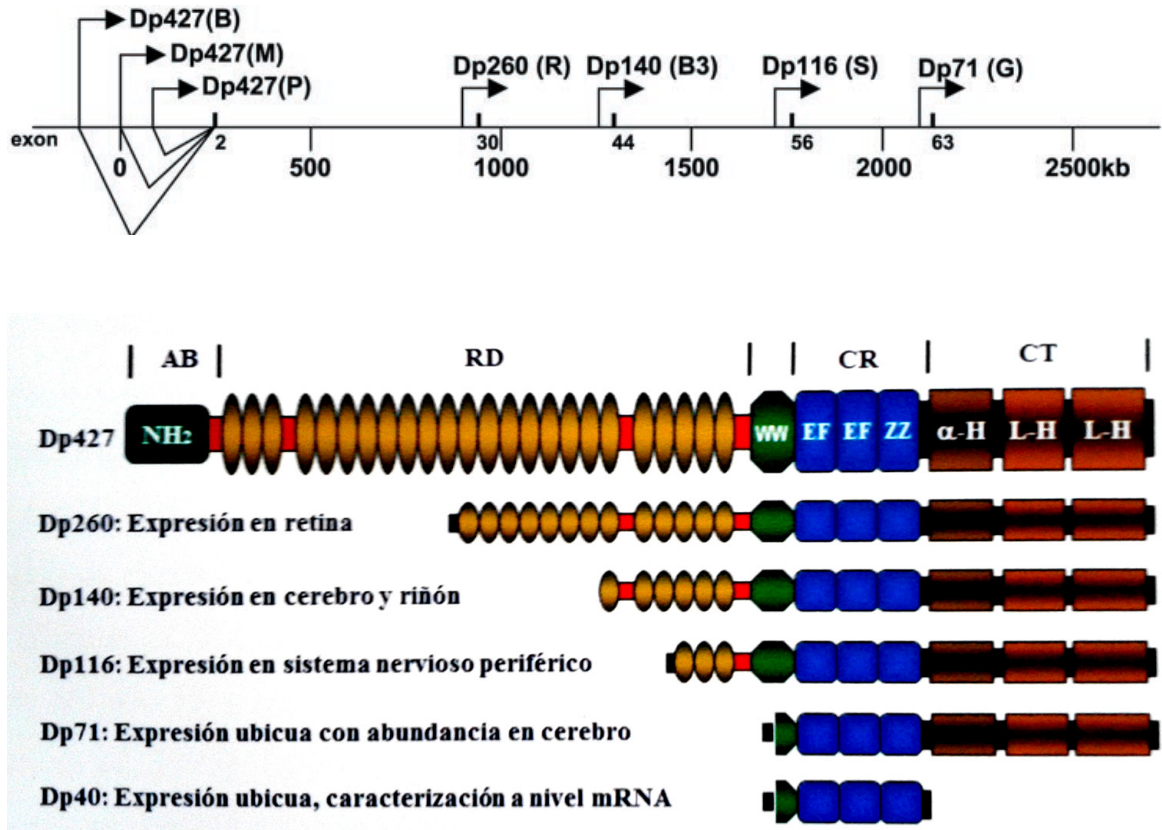 Dp427(B)
Dp427(M)
Dp427(P)
Dp260 (R) Dp140 (B3) Dp116 (S) Dp71 (G)
exon 2 30 44 56 63
0 500 1000 1500 2000 2500kb
AB RD CR CT
Dp427 NH2 WW EF EF ZZ α-H L-H L-H
Dp260: Expresión en retina
Dp140: Expresión en cerebro y riñón
Dp116: Expresión en sistema nervioso periférico
Dp71: Expresión ubicua con abundancia en cerebro
Dp40: Expresión ubicua, caracterización a nivel mRNA